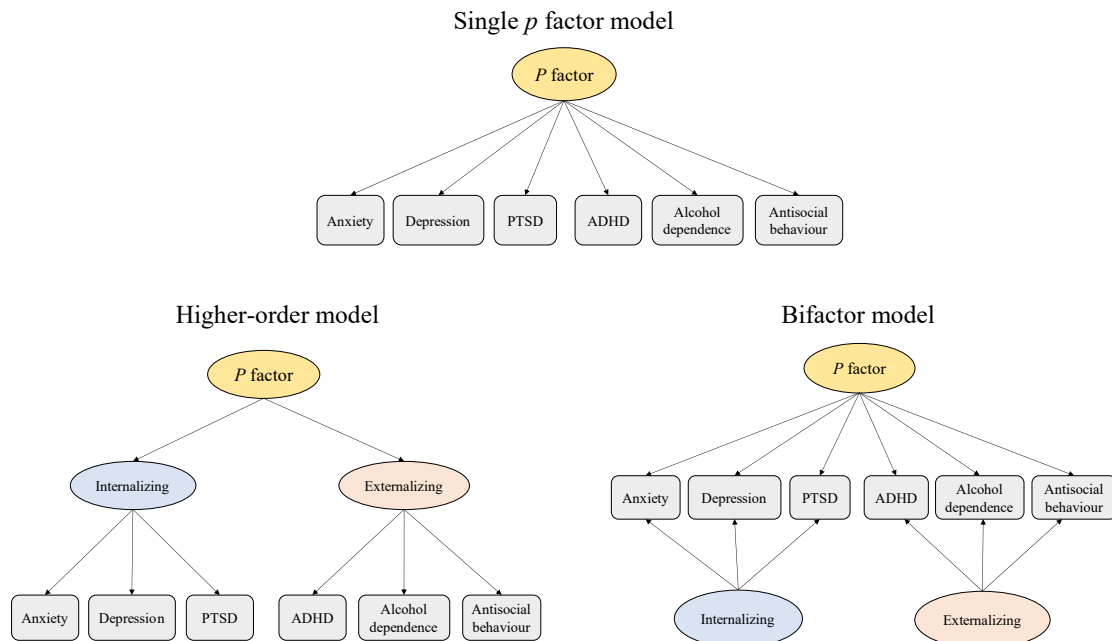 Single p factor model
P factor
Anxiety
Depression
PTSD
ADHD
Alcohol
dependence
Antisocial
behaviour
Higher-order model
P factor
Internalizing
Externalizing
Anxiety
Depression
PTSD
ADHD
Alcohol
dependence
Antisocial
behaviour
Bifactor model
P factor
Anxiety
Depression
PTSD
ADHD
Alcohol
dependence
Antisocial
behaviour
Internalizing
Externalizing